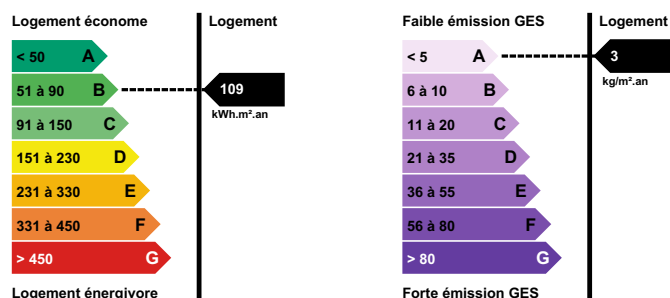 Logement économe
Logement
< 50 A
51 à 90 B
109
kWh.m².an
91 à 150 C
151 à 230 D
231 à 330 E
331 à 450 F
> 450 G
Logement énergivore
Faible émission GES
Logement
< 5 A
3
kg/m².an
6 à 10 B
11 à 20 C
21 à 35 D
36 à 55 E
56 à 80 F
> 80 G
Forte émission GES